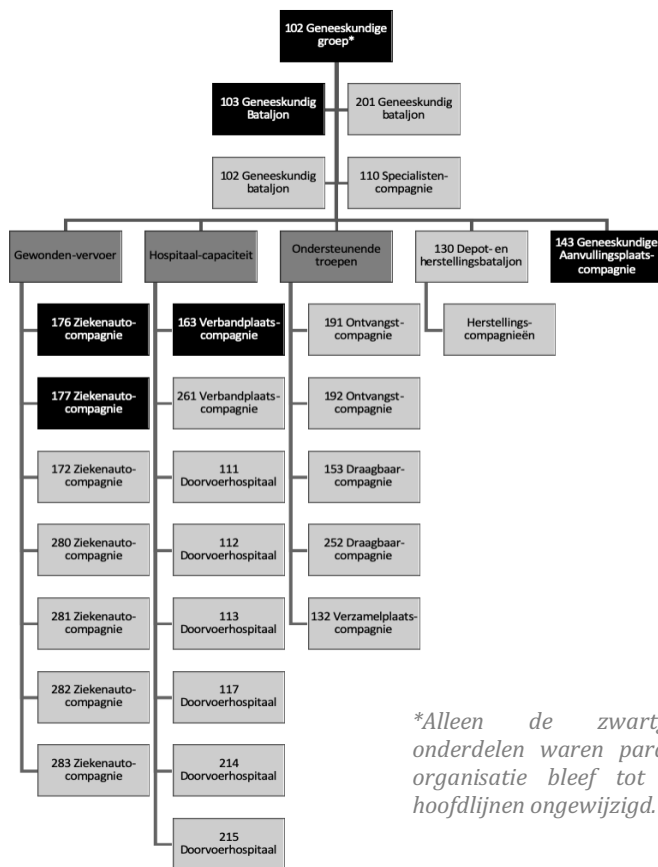 102 Geneeskundige
groep*
103 Geneeskundig
Bataljon
201 Geneeskundig
bataljon
102 Geneeskundig
bataljon
110 Specialisten-
compagnie
Gewonden-vervoer
Hospitaal-capaciteit
Ondersteunende
troepen
130 Depot- en
herstellingsbataljon
143 Geneeskundige
Aanvullingsplaats-
compagnie
176 Ziekenauto-
compagnie
177 Ziekenauto-
compagnie
172 Ziekenauto-
compagnie
280 Ziekenauto-
compagnie
281 Ziekenauto-
compagnie
282 Ziekenauto-
compagnie
283 Ziekenauto-
compagnie
163 Verbandplaats-
compagnie
261 Verbandplaats-
compagnie
111
Doorvoerhospitaal
112
Doorvoerhospitaal
113
Doorvoerhospitaal
117
Doorvoerhospitaal
214
Doorvoerhospitaal
215
Doorvoerhospitaal
191 Ontvangst-
compagnie
192 Ontvangst-
compagnie
153 Draagbaar-
compagnie
252 Draagbaar-
compagnie
132 Verzamelplaats-
compagnie
Herstellings-
compagnieën
*Alleen de
onderdelen waren
organisatie bleef tot
hoofdlijnen ongewijzigd.